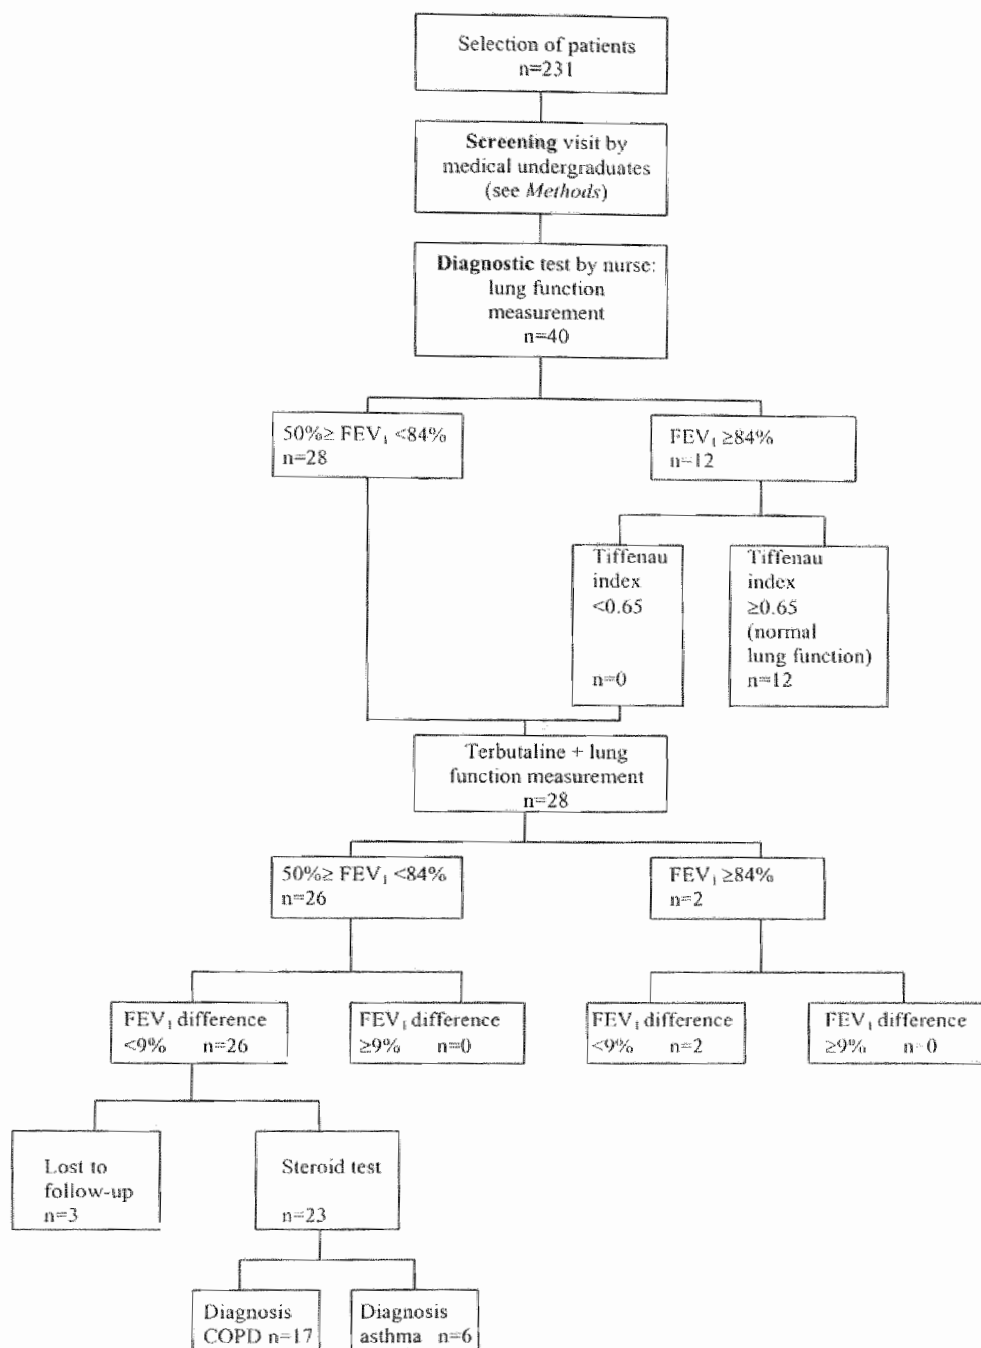 Selection of patients
n=231
Screening visit by
medical undergraduates
(see Methods)
Diagnostic test by nurse:
lung function
measurement
n=40
50%≥ FEV₁ <84%
n=28
FEV₁ ≥84%
n=12
Tiffenau
index
<0.65
n=0
Tiffenau
index
≥0.65
(normal
lung function)
n=12
Terbutaline + lung
function measurement
n=28
50%≥ FEV₁ <84%
n=26
FEV₁ ≥84%
n=2
FEV₁ difference
<9% n=26
FEV₁ difference
≥9% n=0
FEV₁ difference
<9% n=2
FEV₁ difference
≥9% n=0
Lost to
follow-up
n=3
Steroid test
n=23
Diagnosis
COPD n=17
Diagnosis
asthma n=6